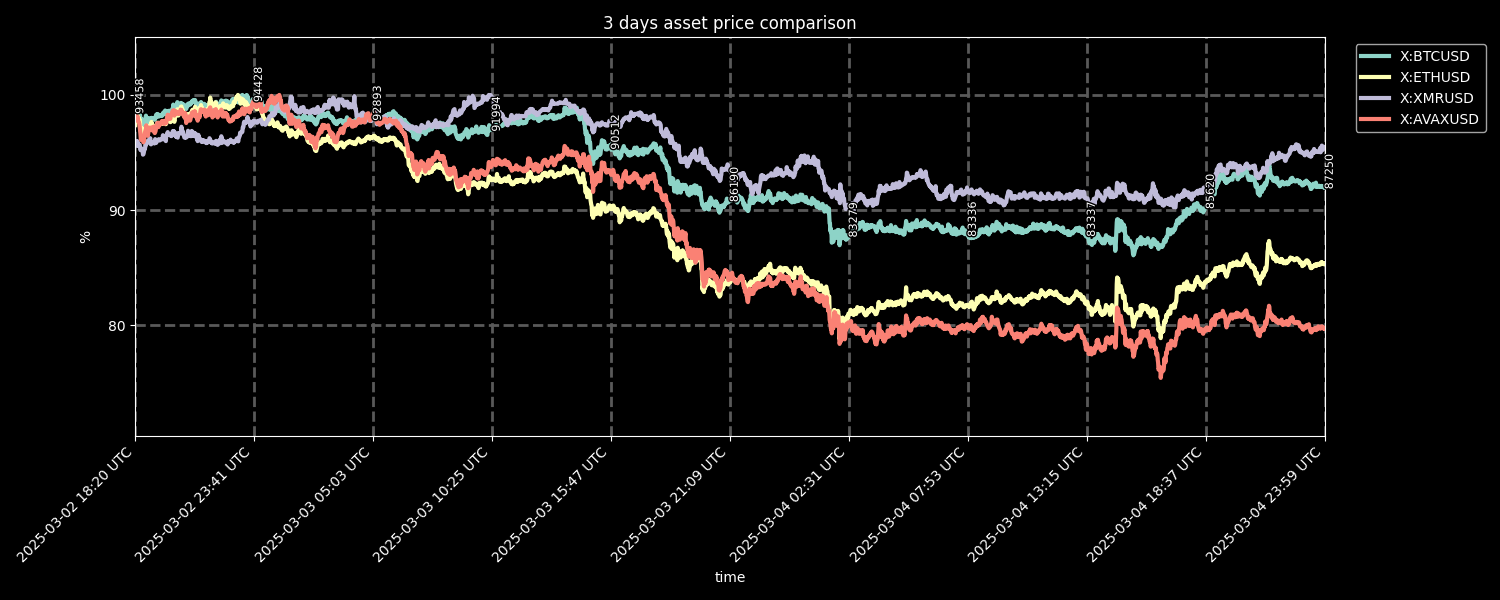 3 days asset price comparison
X:BTCUSD
X:ETHUSD
X:XMRUSD
X:AVAXUSD
100
90
80
%
93458
94428
92893
91994
90512
86190
83279
83336
83337
85620
87250
2025-03-02 18:20 UTC
2025-03-02 23:41 UTC
2025-03-03 05:03 UTC
2025-03-03 10:25 UTC
2025-03-03 15:47 UTC
2025-03-03 21:09 UTC
2025-03-04 02:31 UTC
2025-03-04 07:53 UTC
2025-03-04 13:15 UTC
2025-03-04 18:37 UTC
2025-03-04 23:59 UTC
time